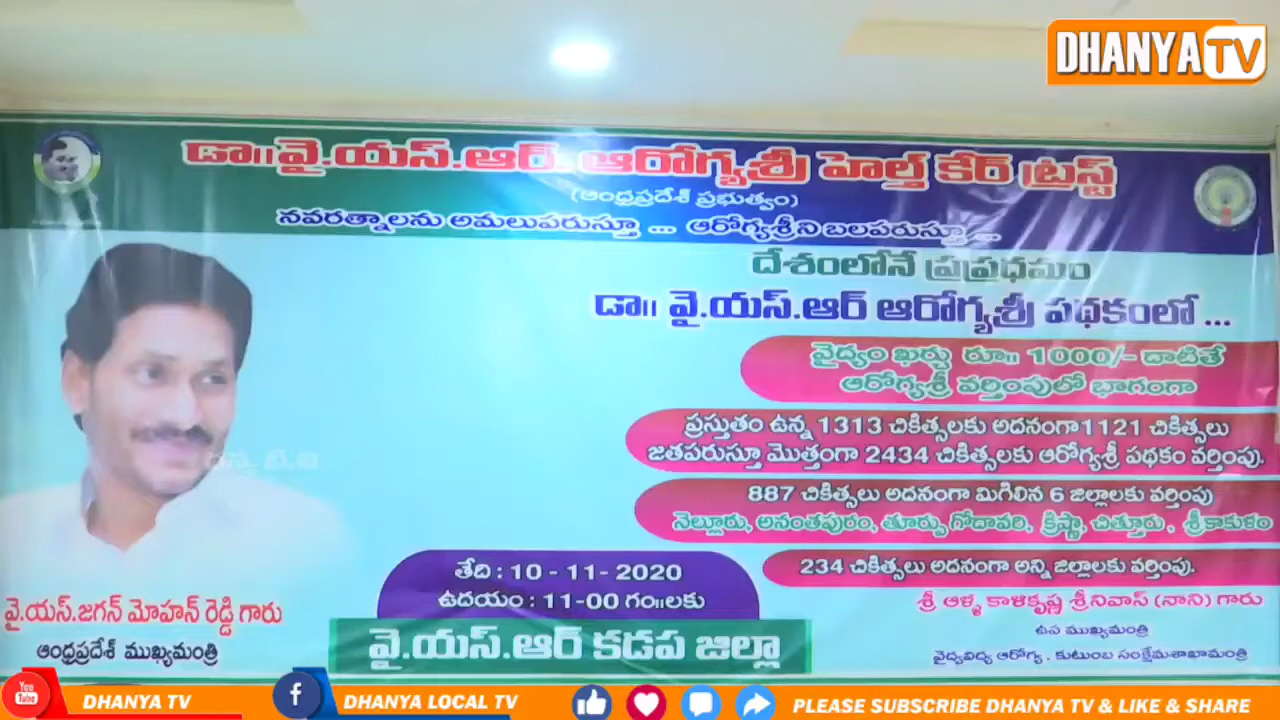 DHANYA TV
డా॥వై.యస్.ఆర్. ఆరోగ్యశ్రీ హెల్త్ కేర్ ట్రస్ట్
(ఆంధ్రప్రదేశ్ ప్రభుత్వం)
నవరత్నాలను అమలుపరుస్తూ ... ఆరోగ్యశ్రీని బలపరుస్తూ ...
దేశంలోనే ప్రప్రధమం
డా॥ వై.యస్.ఆర్ ఆరోగ్యశ్రీ పథకంలో ...
వైద్యం ఖర్చు రూ॥ 1000/- దాటితే
ఆరోగ్యశ్రీ వర్తింపులో భాగంగా
ప్రస్తుతం ఉన్న 1313 చికిత్సలకు అదనంగా 1121 చికిత్సలు
జతపరుస్తూ మొత్తంగా 2434 చికిత్సలకు ఆరోగ్యశ్రీ పథకం వర్తింపు.
887 చికిత్సలు అదనంగా మిగిలిన 6 జిల్లాలకు వర్తింపు
నెల్లూరు, అనంతపురం, తూర్పు గోదావరి, క్రిష్ణా, చిత్తూరు, శ్రీకాకుళం
234 చికిత్సలు అదనంగా అన్ని జిల్లాలకు వర్తింపు.
తేది : 10 - 11- 2020
ఉదయం : 11-00 గం॥లకు
వై.యస్.ఆర్ కడప జిల్లా
వై.యస్.జగన్ మోహన్ రెడ్డి గారు
ఆంధ్రప్రదేశ్ ముఖ్యమంత్రి
శ్రీ ఆళ్ళ కాళికృష్ణ శ్రీనివాస్ (నాని) గారు
ఉప ముఖ్యమంత్రి
వైద్యవిద్య ఆరోగ్య . కుటుంబ సంక్షేమశాఖామంత్రి
You Tube DHANYA TV f DHANYA LOCAL TV PLEASE SUBSCRIBE DHANYA TV & LIKE & SHARE